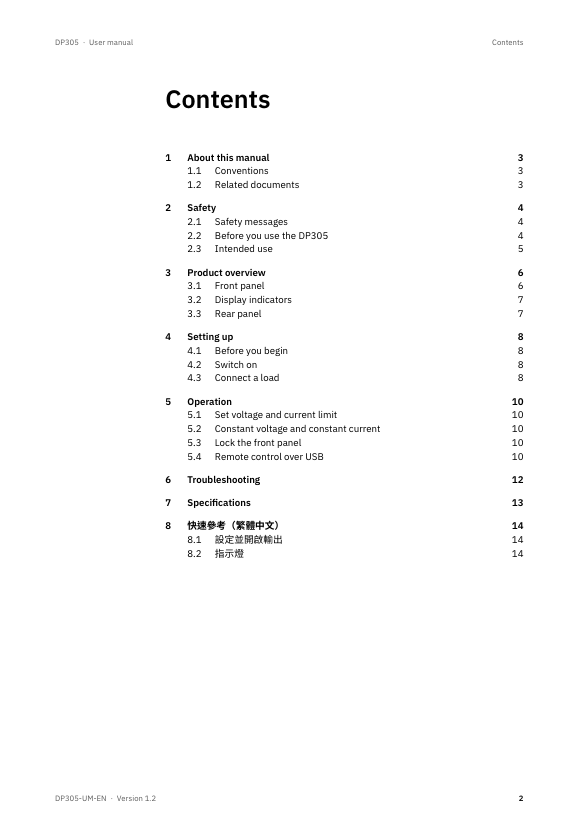 DP305 · User manual
Contents
Contents
1 About this manual 3
1.1 Conventions 3
1.2 Related documents 3
2 Safety 4
2.1 Safety messages 4
2.2 Before you use the DP305 4
2.3 Intended use 5
3 Product overview 6
3.1 Front panel 6
3.2 Display indicators 7
3.3 Rear panel 7
4 Setting up 8
4.1 Before you begin 8
4.2 Switch on 8
4.3 Connect a load 8
5 Operation 10
5.1 Set voltage and current limit 10
5.2 Constant voltage and constant current 10
5.3 Lock the front panel 10
5.4 Remote control over USB 10
6 Troubleshooting 12
7 Specifications 13
8 快速參考（繁體中文） 14
8.1 設定並開啟輸出 14
8.2 指示燈 14
DP305-UM-EN · Version 1.2
2